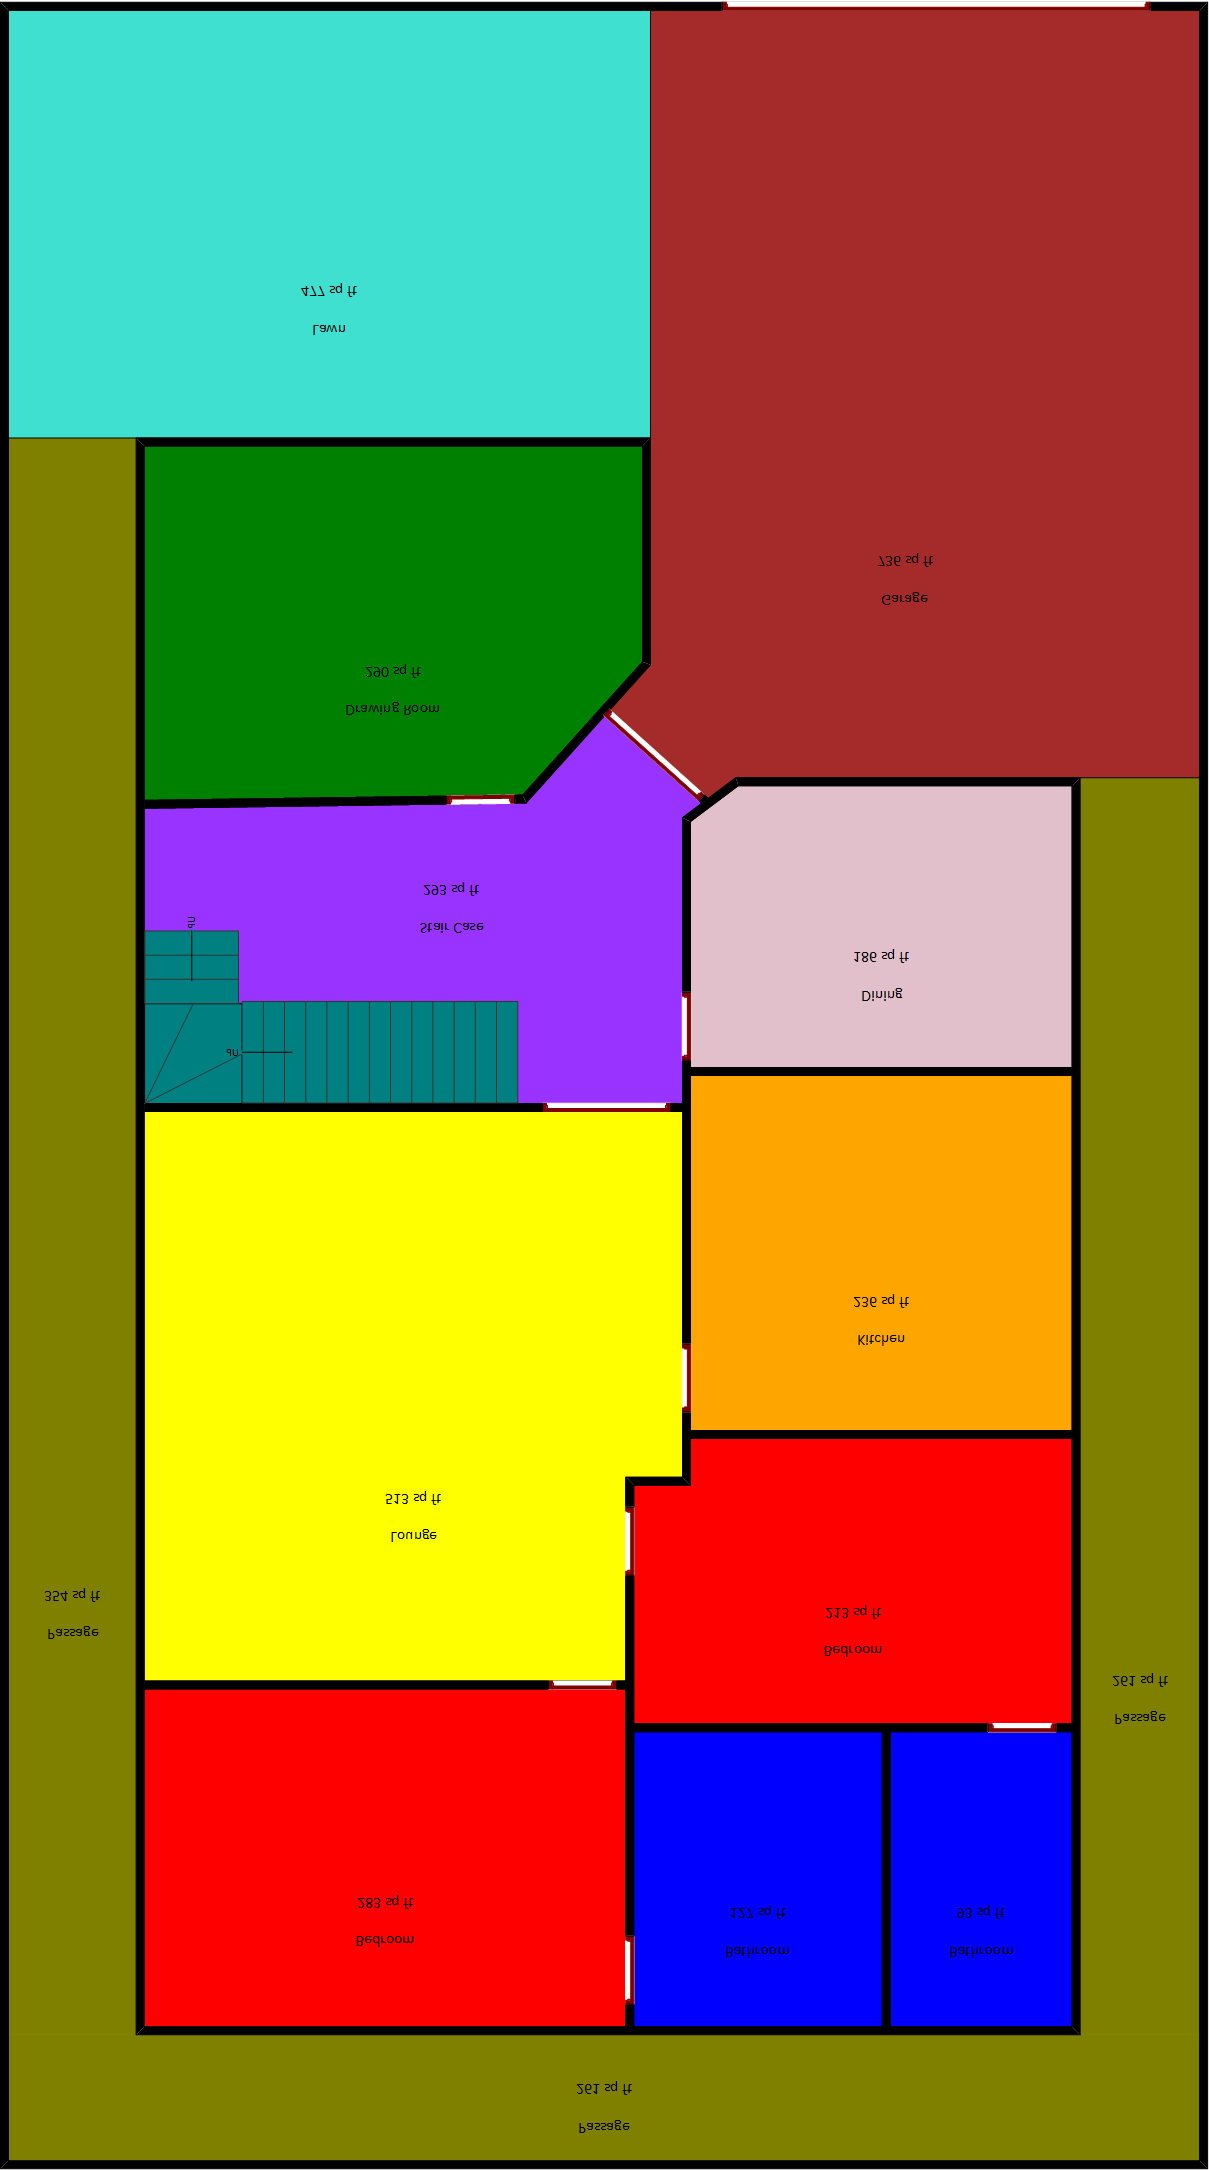 Lawn
477 sq ft
Garage
736 sq ft
Drawing Room
290 sq ft
Stair Case
293 sq ft
UP
Dining
186 sq ft
UP
Kitchen
236 sq ft
Lounge
513 sq ft
Passage
354 sq ft
Bedroom
213 sq ft
Passage
261 sq ft
Bedroom
283 sq ft
Bathroom
127 sq ft
Bathroom
93 sq ft
Passage
261 sq ft